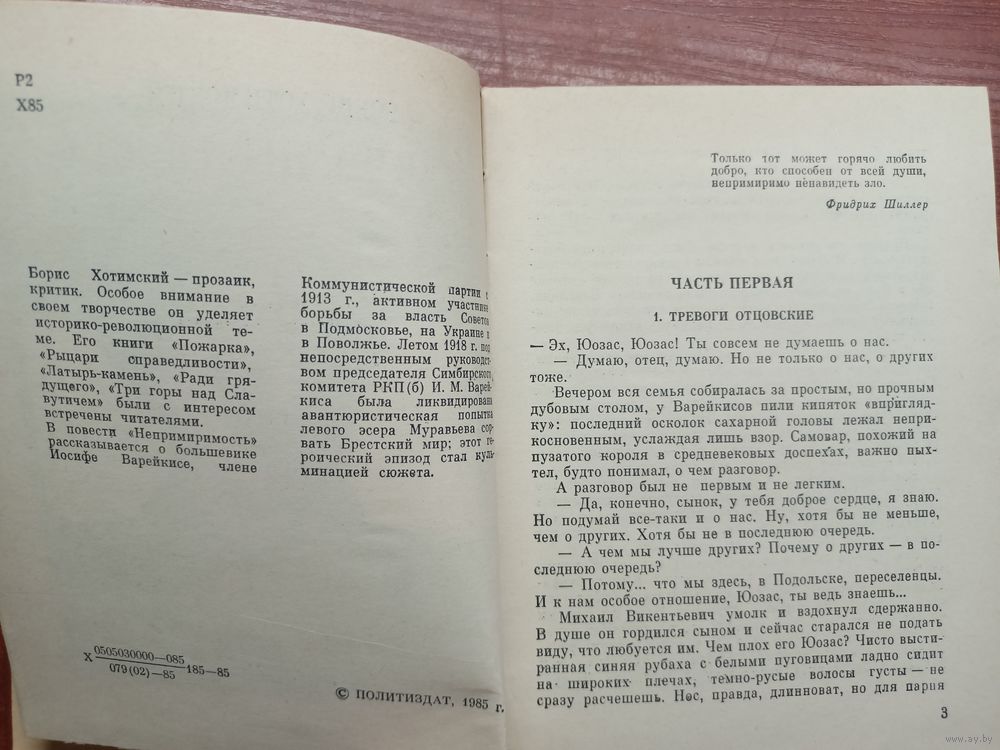 Р2
Х85
Борис Хотимский — прозаик,
критик. Особое внимание в
своем творчестве он уделяет
историко-революционной те-
ме. Его книги «Пожарка»,
«Рыцари справедливости»,
«Латырь-камень», «Ради гря-
дущего», «Три горы над Сла-
вутичем» были с интересом
встречены читателями.
В повести «Непримиримость»
рассказывается о большевике
Иосифе Варейкисе, члене
Коммунистической партии с
1913 г., активном участнике
борьбы за власть Советов
в Подмосковье, на Украине и
в Поволжье. Летом 1918 г. под
непосредственным руководст-
вом председателя Симбирского
комитета РКП(б) И. М. Варей-
киса была ликвидирована
авантюристическая попытка
левого эсера Муравьева сор-
вать Брестский мир; этот ге-
роический эпизод стал куль-
минацией сюжета.
Х 0505030000—085
079(02)—85 185—85
© ПОЛИТИЗДАТ, 1985 г.
Только тот может горячо любить
добро, кто способен от всей души,
непримиримо ненавидеть зло.
Фридрих Шиллер
ЧАСТЬ ПЕРВАЯ
1. ТРЕВОГИ ОТЦОВСКИЕ
— Эх, Юозас, Юозас! Ты совсем не думаешь о нас.
— Думаю, отец, думаю. Но не только о нас, о других
тоже.
Вечером вся семья собиралась за простым, но прочным
дубовым столом, у Варейкисов пили кипяток «вприглядку
ку»: последний осколок сахарной головы лежал непри-
косновенным, услаждая лишь взор. Самовар, похожий на
пузатого короля в средневековых доспехах, важно пых-
тел, будто понимал, о чем разговор.
А разговор был не первым и не легким.
— Да, конечно, сынок, у тебя доброе сердце, я знаю.
Но подумай все-таки и о нас. Ну, хотя бы не меньше,
чем о других. Хотя бы не в последнюю очередь.
— А чем мы лучше других? Почему о других — в по-
следнюю очередь?
— Потому... что мы здесь, в Подольске, переселенцы.
И к нам особое отношение, Юозас, ты ведь знаешь...
Михаил Викентьевич умолк и вздохнул сдержанно.
В душе он гордился сыном и сейчас старался не подать
виду, что любуется им. Чем плох его Юозас? Чисто высти-
ранная синяя рубаха с белыми пуговицами ладно сидит
на широких плечах, темно-русые волосы густы — не
сразу расчешешь. Нос, правда, длинноват, но для парня
3
www.ay.by